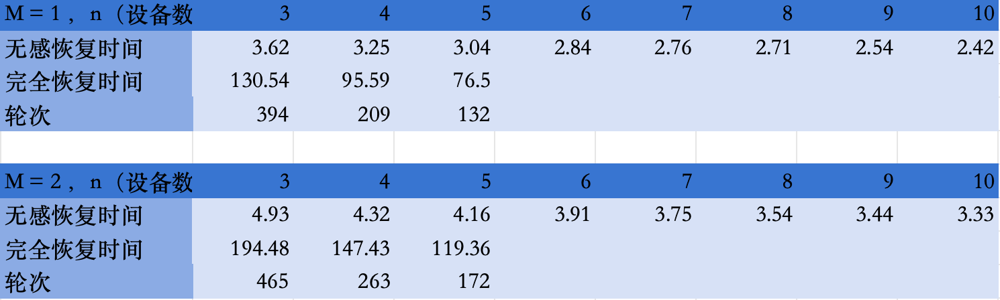 M = 1，n（设备数 3 4 5 6 7 8 9 10
无感恢复时间 3.62 3.25 3.04 2.84 2.76 2.71 2.54 2.42
完全恢复时间 130.54 95.59 76.5
轮次 394 209 132
M = 2，n（设备数 3 4 5 6 7 8 9 10
无感恢复时间 4.93 4.32 4.16 3.91 3.75 3.54 3.44 3.33
完全恢复时间 194.48 147.43 119.36
轮次 465 263 172